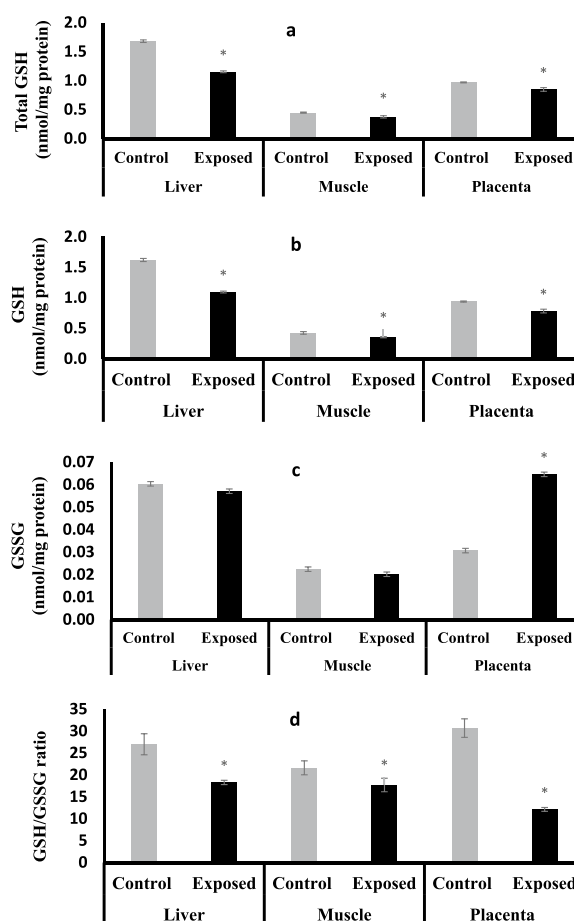 Total GSH
(nmol/mg protein)
2.0
1.5
1.0
0.5
0.0
a
*
*
*
Control Exposed Control Exposed Control Exposed
Liver Muscle Placenta
GSH
(nmol/mg protein)
2.0
1.5
1.0
0.5
0.0
b
*
*
*
Control Exposed Control Exposed Control Exposed
Liver Muscle Placenta
GSSG
(nmol/mg protein)
0.07
0.06
0.05
0.04
0.03
0.02
0.01
0.00
c
*
Control Exposed Control Exposed Control Exposed
Liver Muscle Placenta
GSH/GSSG ratio
35
30
25
20
15
10
5
0
d
*
*
*
Control Exposed Control Exposed Control Exposed
Liver Muscle Placenta